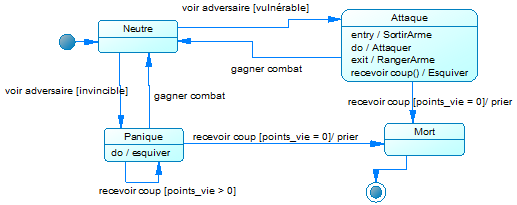 voir adversaire [vulnérable]
Neutre
Attaque
entry / SortirArme
do / Attaquer
exit / RangerArme
recevoir coup() / Esquiver
gagner combat
voir adversaire [invincible]
gagner combat
recevoir coup [points_vie = 0]/ prier
Panique
do / esquiver
recevoir coup [points_vie = 0]/ prier
Mort
recevoir coup [points_vie > 0]